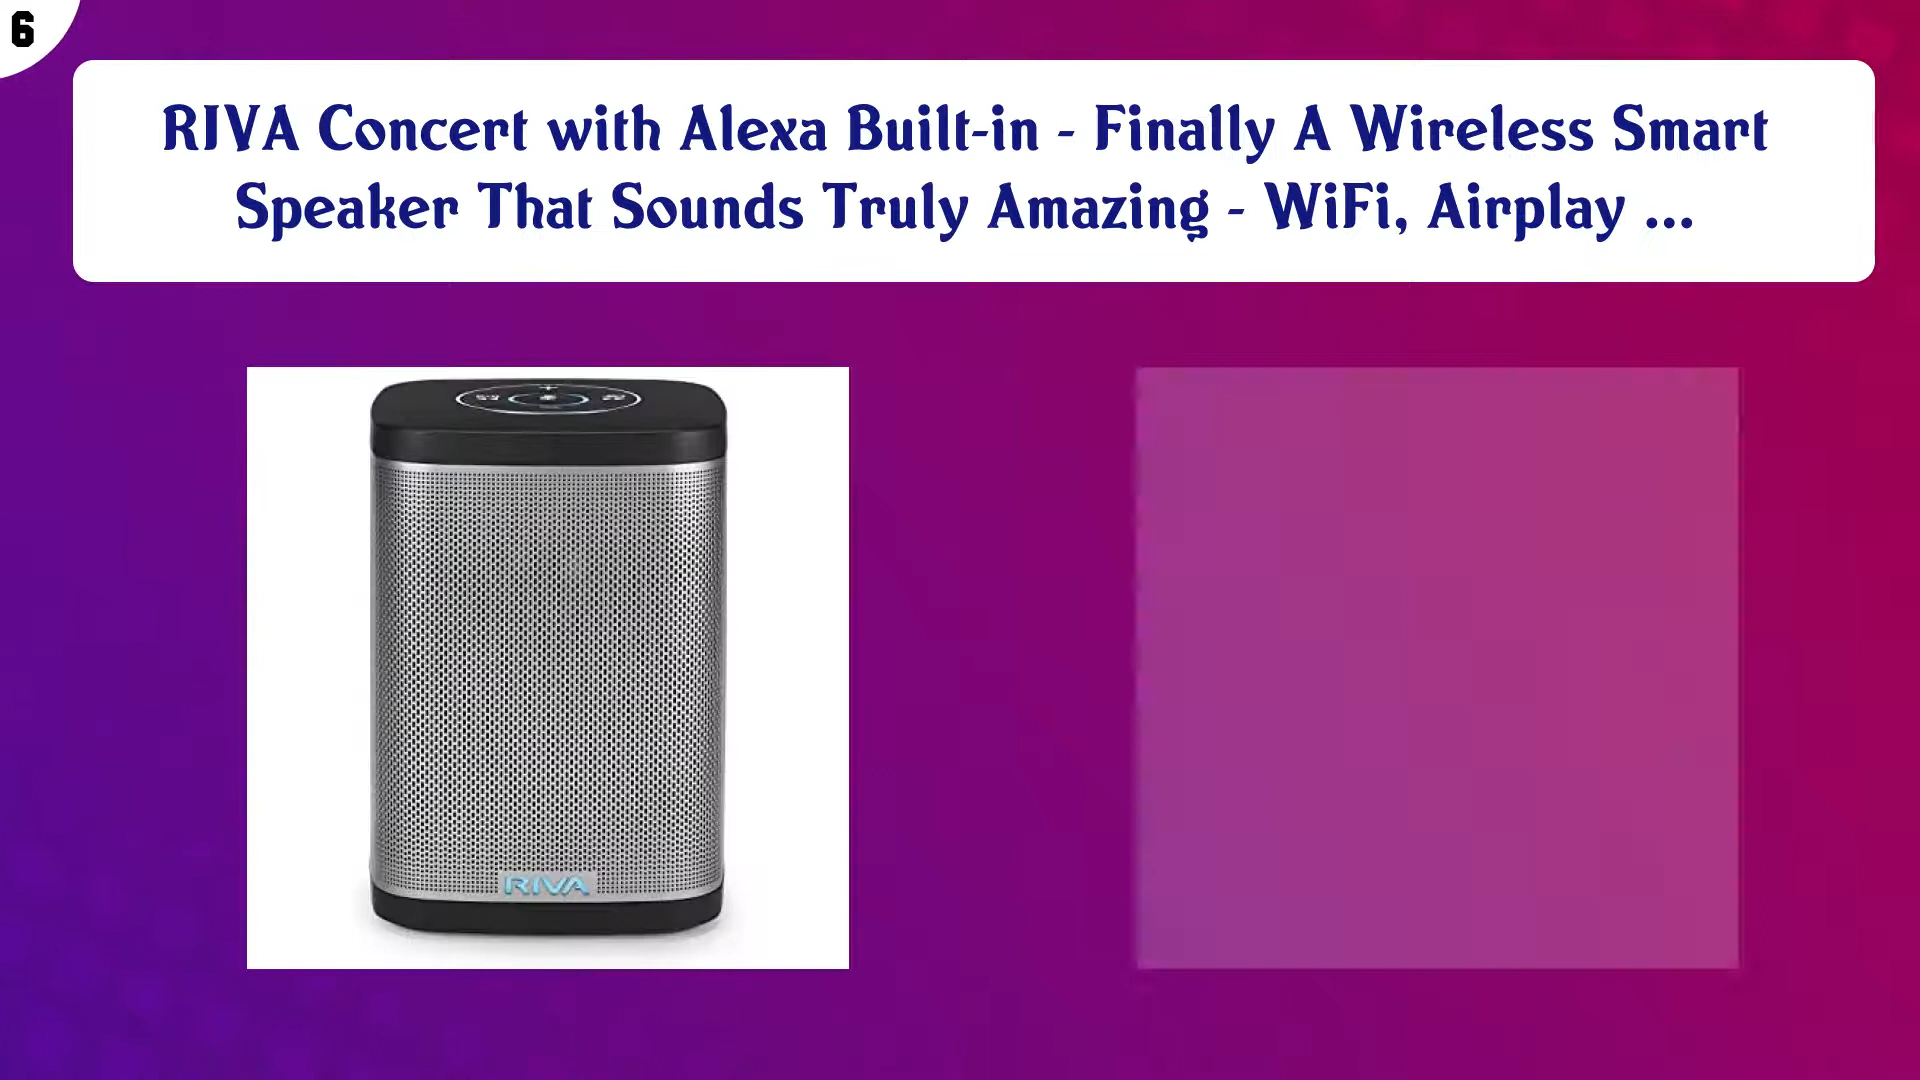 6
RIVA Concert with Alexa Built-in - Finally A Wireless Smart
Speaker That Sounds Truly Amazing - WiFi, Airplay ...
RIVA